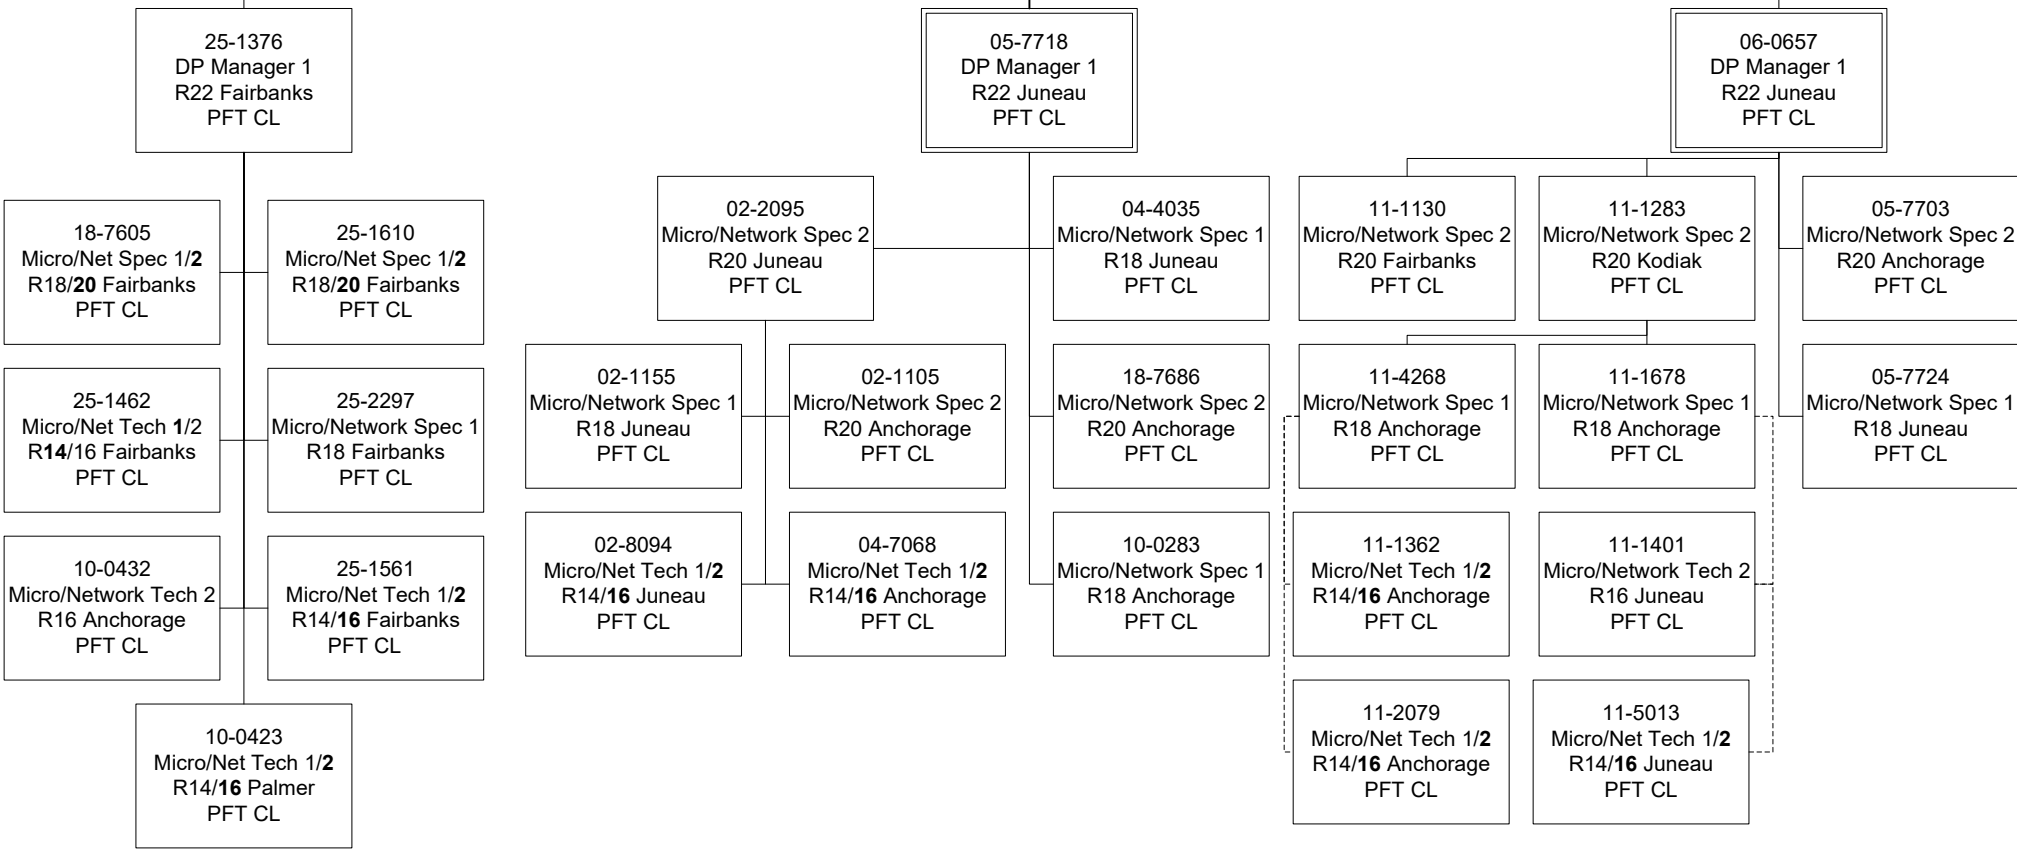 25-1376
DP Manager 1
R22 Fairbanks
PFT CL
18-7605
Micro/Net Spec 1/2
R18/20 Fairbanks
PFT CL
25-1610
Micro/Net Spec 1/2
R18/20 Fairbanks
PFT CL
25-1462
Micro/Net Tech 1/2
R14/16 Fairbanks
PFT CL
25-2297
Micro/Network Spec 1
R18 Fairbanks
PFT CL
10-0432
Micro/Network Tech 2
R16 Anchorage
PFT CL
25-1561
Micro/Net Tech 1/2
R14/16 Fairbanks
PFT CL
10-0423
Micro/Net Tech 1/2
R14/16 Palmer
PFT CL
05-7718
DP Manager 1
R22 Juneau
PFT CL
02-2095
Micro/Network Spec 2
R20 Juneau
PFT CL
04-4035
Micro/Network Spec 1
R18 Juneau
PFT CL
02-1155
Micro/Network Spec 1
R18 Juneau
PFT CL
02-1105
Micro/Network Spec 2
R20 Anchorage
PFT CL
18-7686
Micro/Network Spec 2
R20 Anchorage
PFT CL
02-8094
Micro/Net Tech 1/2
R14/16 Juneau
PFT CL
04-7068
Micro/Net Tech 1/2
R14/16 Anchorage
PFT CL
10-0283
Micro/Network Spec 1
R18 Anchorage
PFT CL
06-0657
DP Manager 1
R22 Juneau
PFT CL
11-1130
Micro/Network Spec 2
R20 Fairbanks
PFT CL
11-1283
Micro/Network Spec 2
R20 Kodiak
PFT CL
05-7703
Micro/Network Spec 2
R20 Anchorage
PFT CL
11-4268
Micro/Network Spec 1
R18 Anchorage
PFT CL
11-1678
Micro/Network Spec 1
R18 Anchorage
PFT CL
05-7724
Micro/Network Spec 1
R18 Juneau
PFT CL
11-1362
Micro/Net Tech 1/2
R14/16 Anchorage
PFT CL
11-1401
Micro/Network Tech 2
R16 Juneau
PFT CL
11-2079
Micro/Net Tech 1/2
R14/16 Anchorage
PFT CL
11-5013
Micro/Net Tech 1/2
R14/16 Juneau
PFT CL